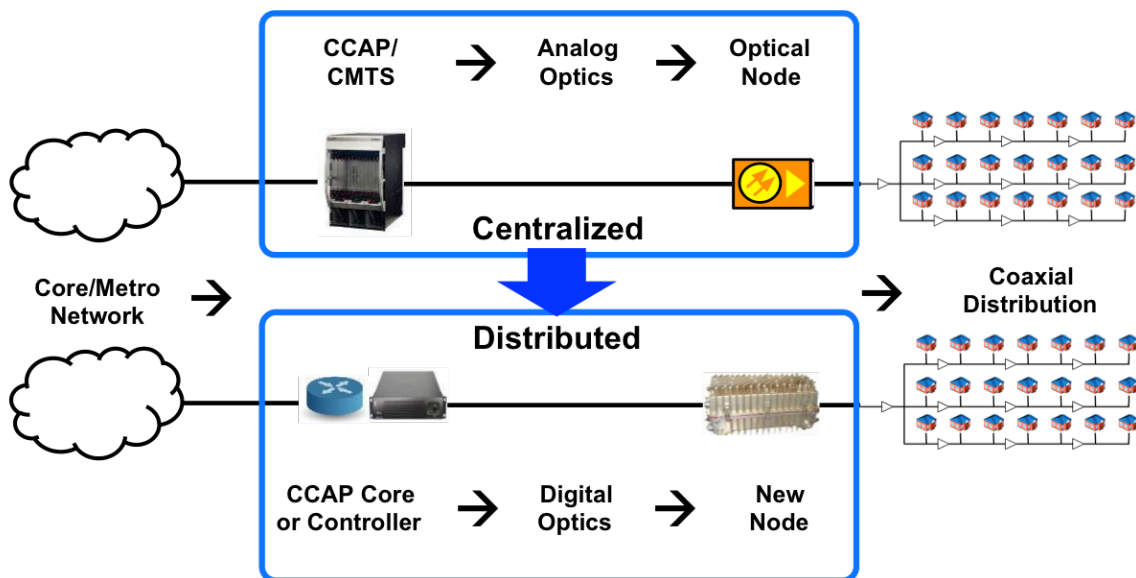 CCAP/
CMTS
Analog
Optics
Optical
Node
Centralized
Core/Metro
Network
Coaxial
Distribution
Distributed
CCAP Core
or Controller
Digital
Optics
New
Node